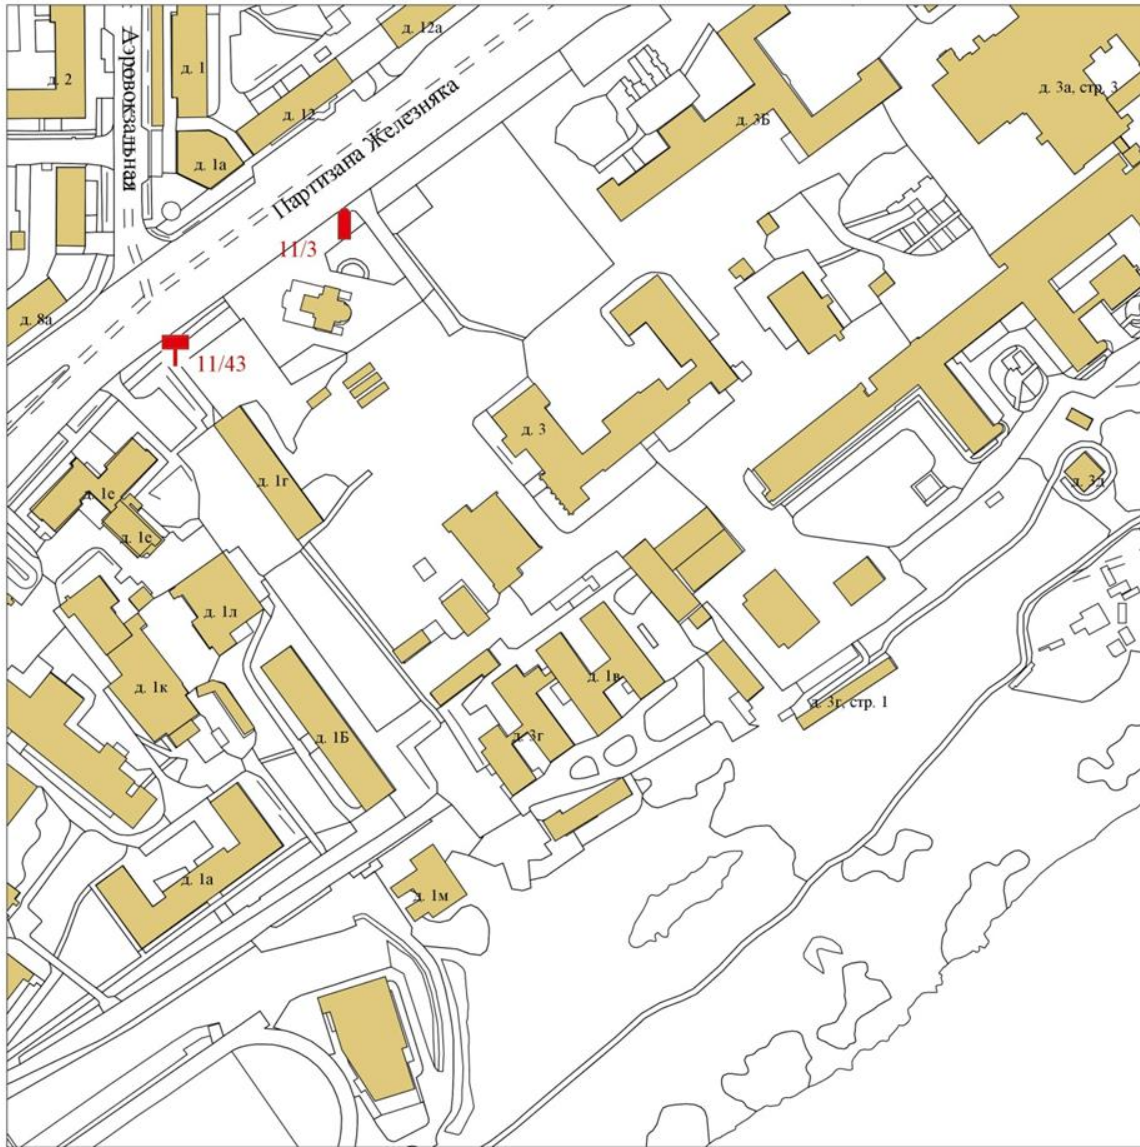 д. 12а
д. 2
Аэровокзальная
д. 1
д. 3а, стр. 3
д. 12
Партизана Железняка
д. 3Б
д. 1а
11/3
д. 8а
11/43
д. 3
д. 1г
д. 3д
д. 1с
д. 1е
д. 1л
д. 1в
д. 1к
д. 3г, стр. 1
д. 1Б
д. 3г
д. 1а
д. 1м